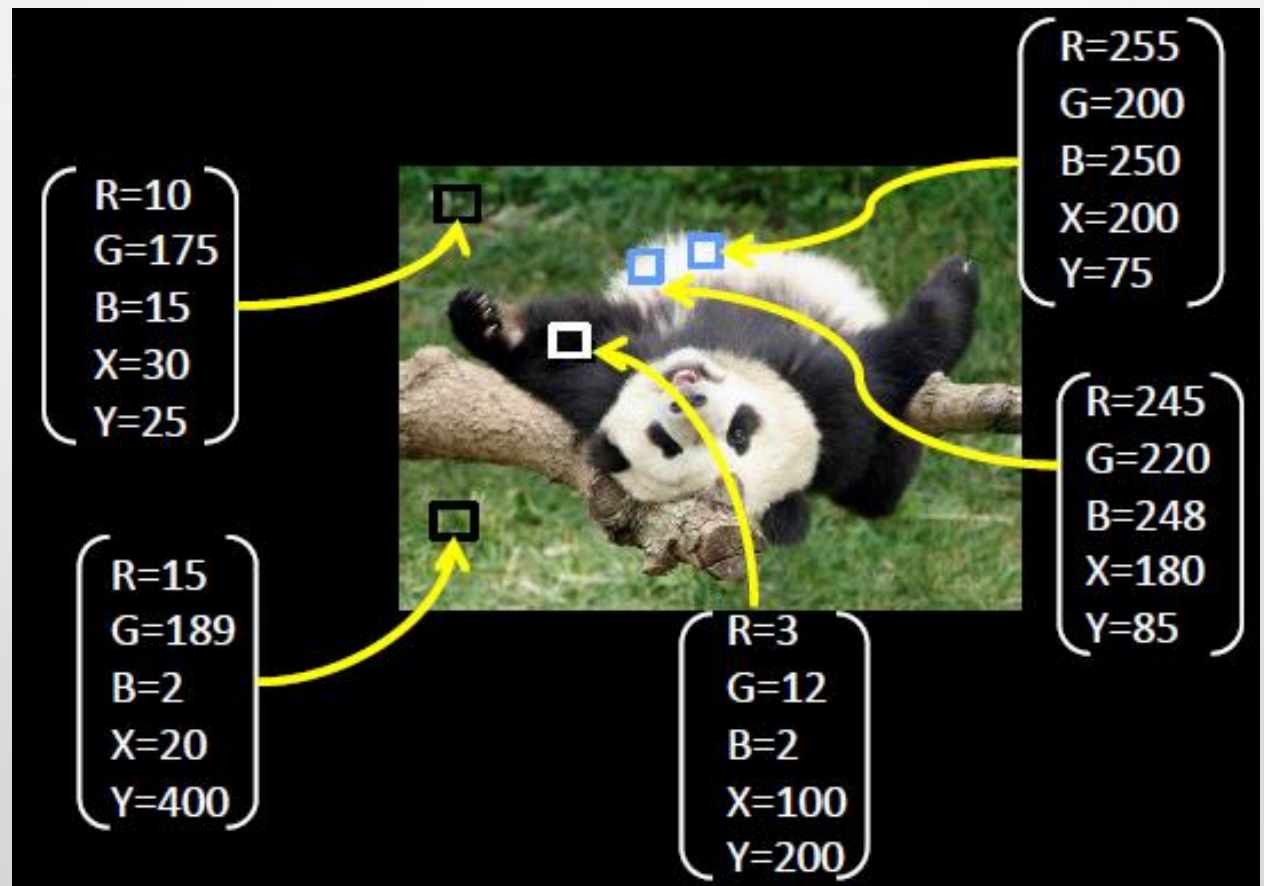 R=255
G=200
B=250
X=200
Y=75
R=10
G=175
B=15
X=30
Y=25
R=245
G=220
B=248
X=180
Y=85
R=15
G=189
B=2
X=20
Y=400
R=3
G=12
B=2
X=100
Y=200